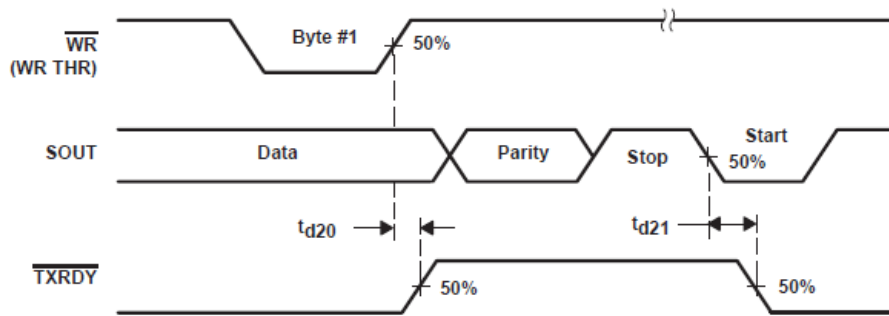 WR
(WR THR)
Byte #1
50%
SOUT
Data
Parity
Stop
Start
50%
td20
td21
TXRDY
50%
50%